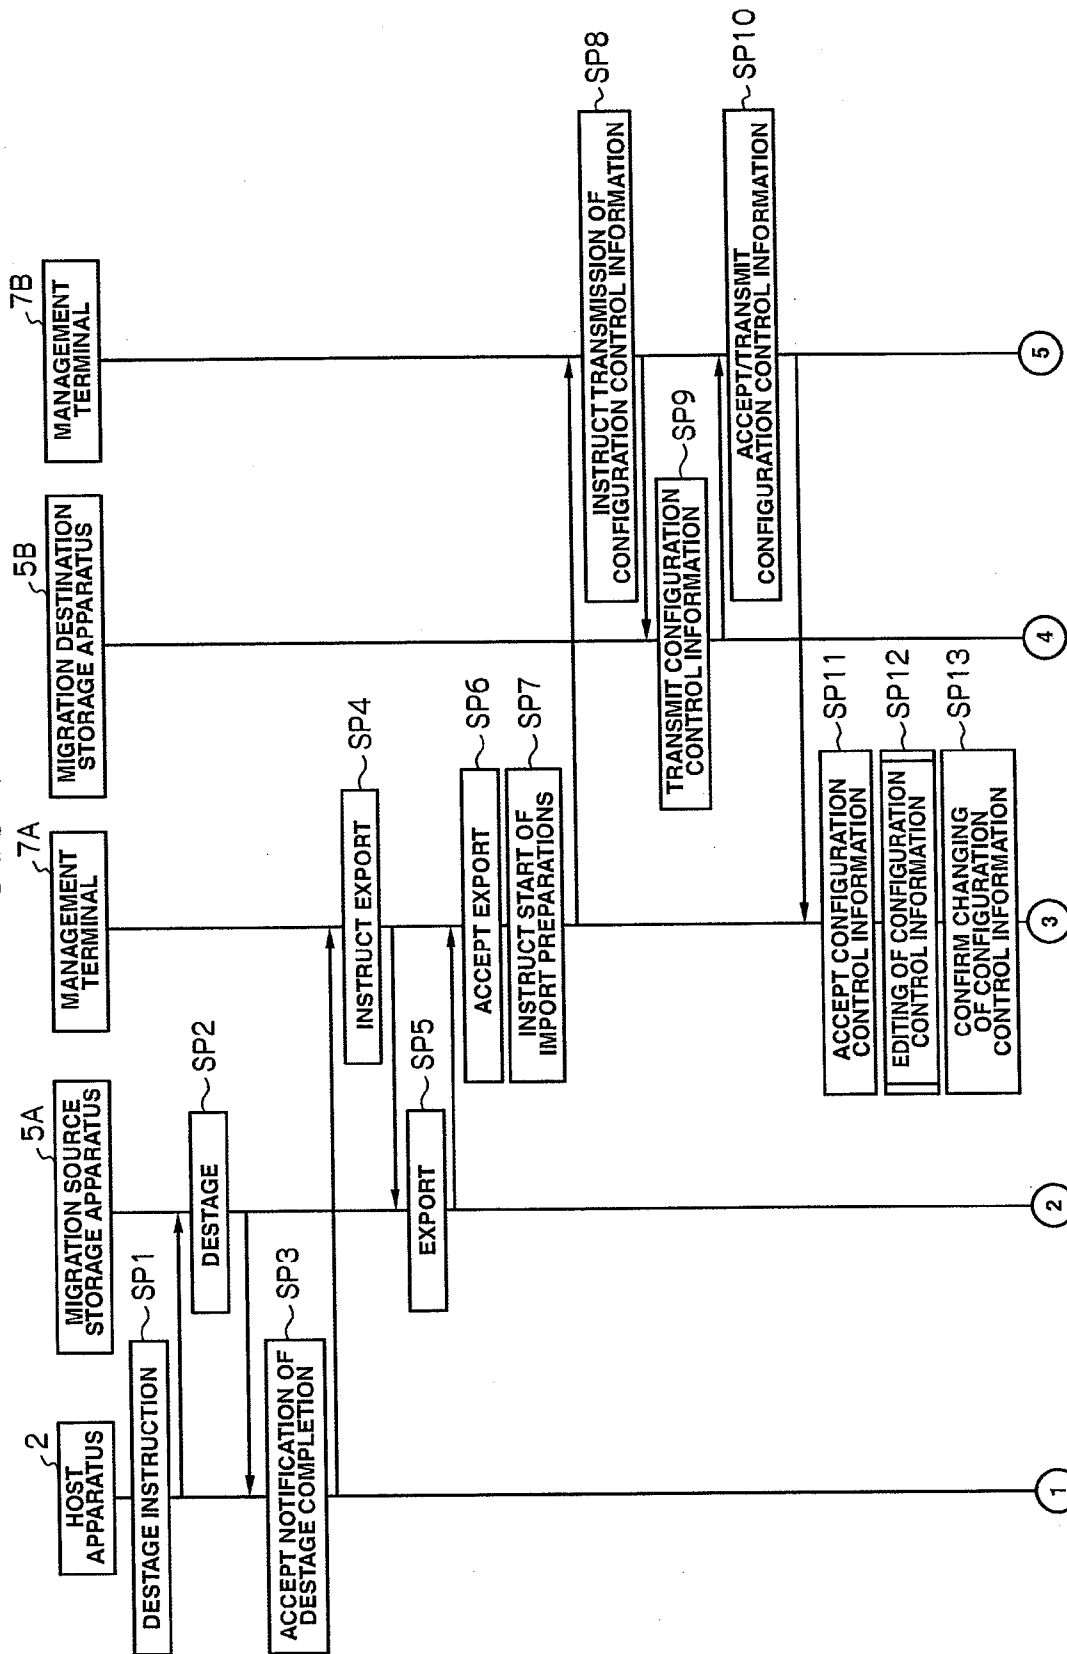 2
HOST
APPARATUS
5A
MIGRATION SOURCE
STORAGE APPARATUS
7A
MANAGEMENT
TERMINAL
5B
MIGRATION DESTINATION
STORAGE APPARATUS
7B
MANAGEMENT
TERMINAL
DESTAGE INSTRUCTION
SP1
DESTAGE
SP2
ACCEPT NOTIFICATION OF
DESTAGE COMPLETION
SP3
INSTRUCT EXPORT
SP4
EXPORT
SP5
ACCEPT EXPORT
SP6
INSTRUCT START OF
IMPORT PREPARATIONS
SP7
INSTRUCT TRANSMISSION OF
CONFIGURATION CONTROL INFORMATION
SP8
TRANSMIT CONFIGURATION
CONTROL INFORMATION
SP9
ACCEPT/TRANSMIT
CONFIGURATION CONTROL INFORMATION
SP10
ACCEPT CONFIGURATION
CONTROL INFORMATION
SP11
EDITING OF CONFIGURATION
CONTROL INFORMATION
SP12
CONFIRM CHANGING
OF CONFIGURATION
CONTROL INFORMATION
SP13
1
2
3
4
5